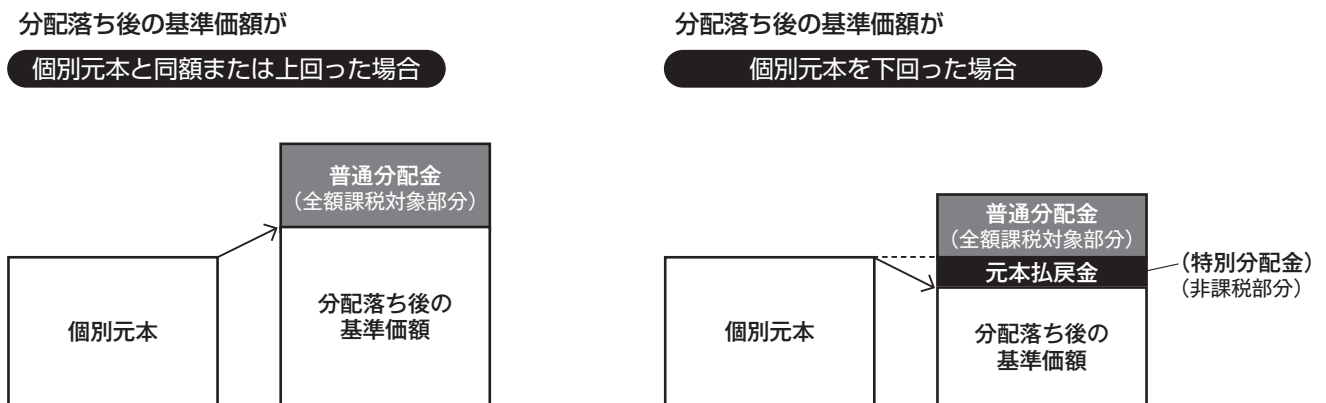 分配落ち後の基準価額が
個別元本と同額または上回った場合
普通分配金
（全額課税対象部分）
個別元本
分配落ち後の
基準価額
分配落ち後の基準価額が
個別元本を下回った場合
普通分配金
（全額課税対象部分）
元本払戻金
（特別分配金）
（非課税部分）
個別元本
分配落ち後の
基準価額